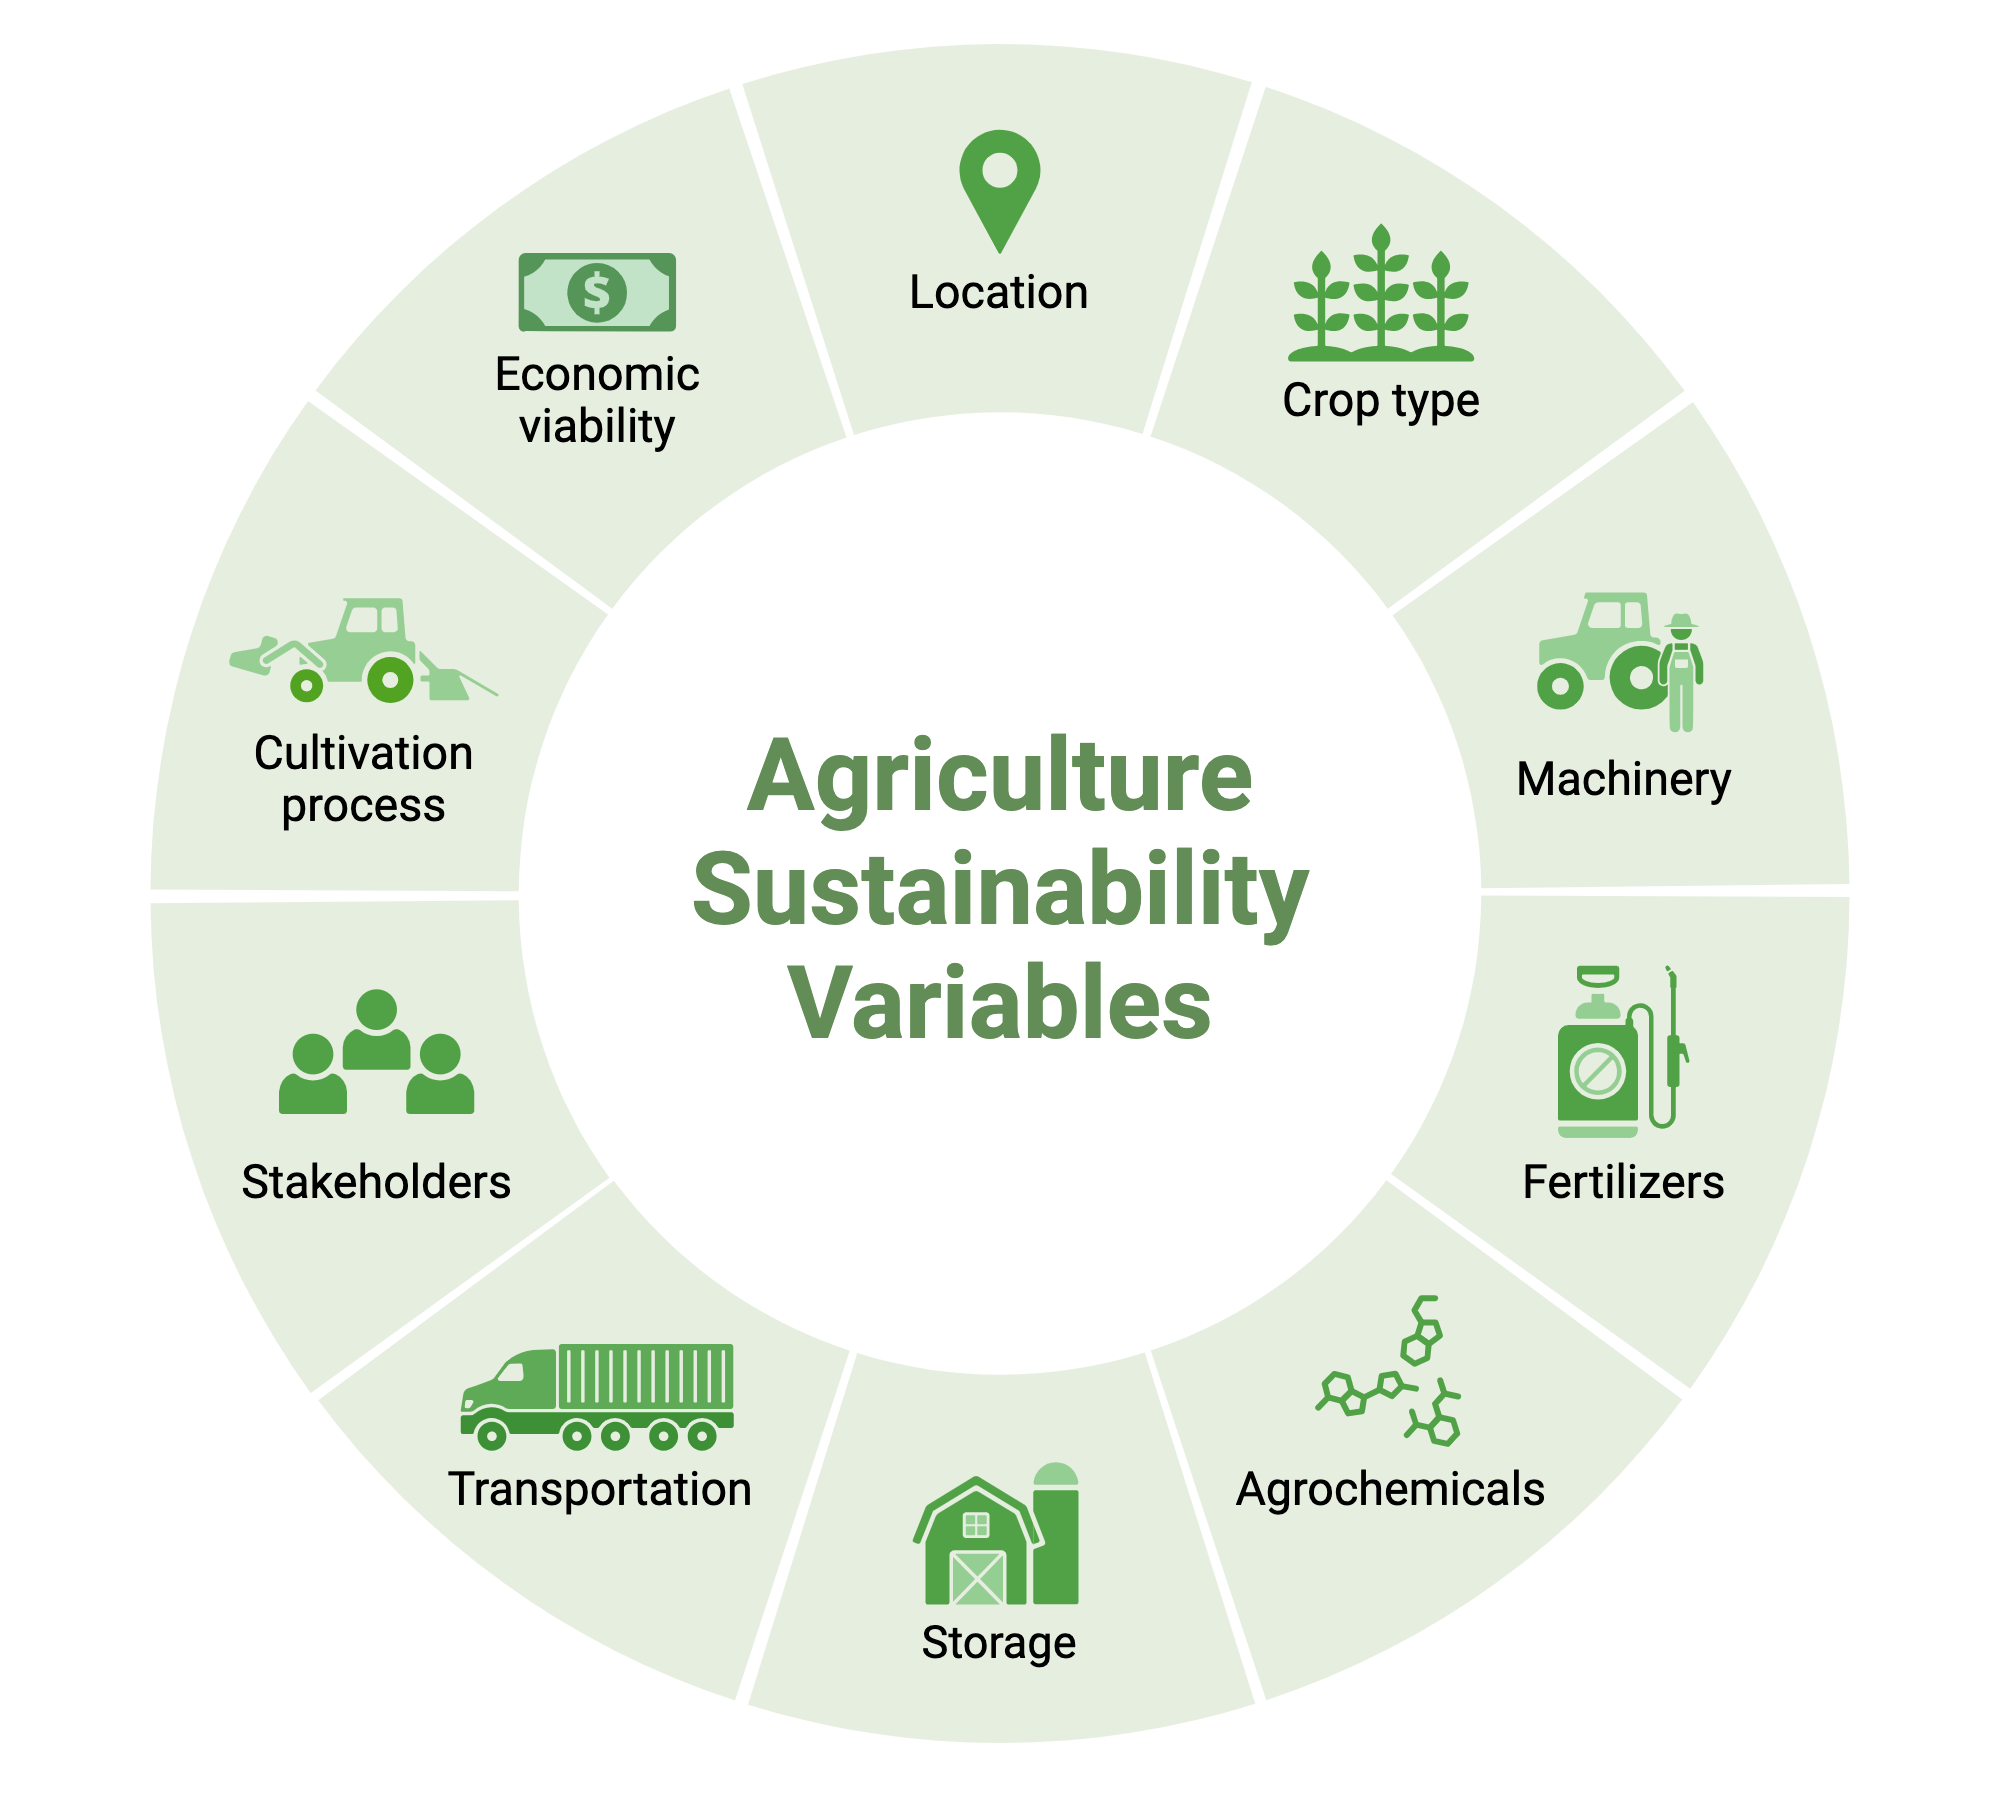 Agriculture
Sustainability
Variables
Location
Crop type
Machinery
Fertilizers
Agrochemicals
Storage
Transportation
Stakeholders
Cultivation
process
Economic
viability
$